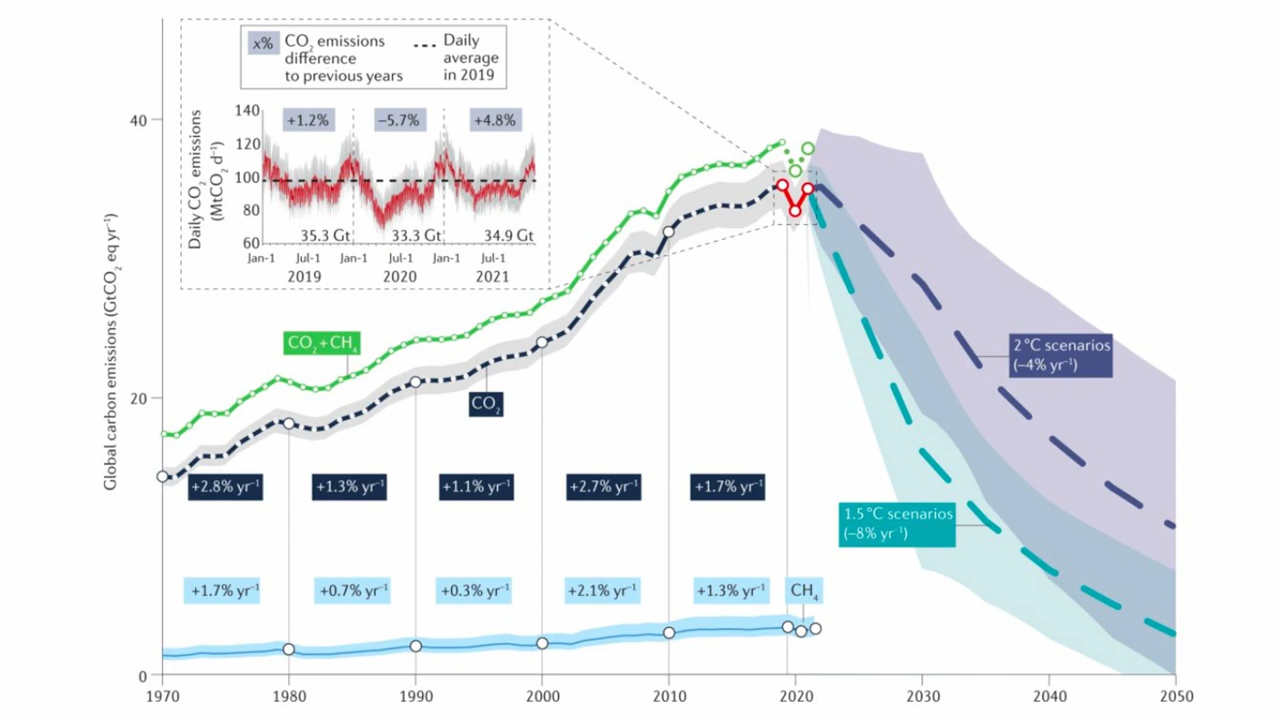 x%
CO₂ emissions
difference
to previous years
Daily
average
in 2019
Daily CO₂ emissions
(MtCO₂ d⁻¹)
140
120
100
80
60
+1.2%
−5.7%
+4.8%
35.3 Gt
33.3 Gt
34.9 Gt
Jan-1
Jul-1
Jan-1
Jul-1
Jan-1
Jul-1
2019
2020
2021
Global carbon emissions (GtCO₂ eq yr⁻¹)
40
20
0
CO₂ + CH₄
CO₂
2 °C scenarios
(−4% yr⁻¹)
+2.8% yr⁻¹
+1.3% yr⁻¹
+1.1% yr⁻¹
+2.7% yr⁻¹
+1.7% yr⁻¹
1.5 °C scenarios
(−8% yr⁻¹)
+1.7% yr⁻¹
+0.7% yr⁻¹
+0.3% yr⁻¹
+2.1% yr⁻¹
+1.3% yr⁻¹
CH₄
1970
1980
1990
2000
2010
2020
2030
2040
2050